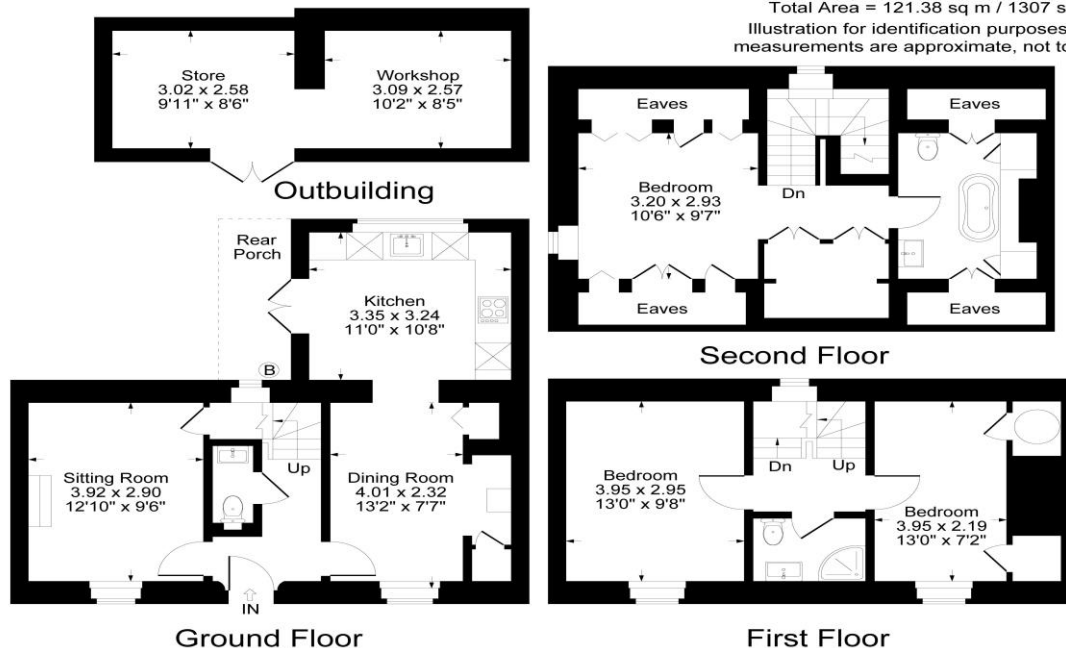 Total Area = 121.38 sq m / 1307 s
Illustration for identification purposes
measurements are approximate, not to
Store
3.02 x 2.58
9'11" x 8'6"
Workshop
3.09 x 2.57
10'2" x 8'5"
Outbuilding
Eaves
Eaves
Bedroom
3.20 x 2.93
10'6" x 9'7"
Dn
Eaves
Eaves
Second Floor
Rear
Porch
Kitchen
3.35 x 3.24
11'0" x 10'8"
B
Sitting Room
3.92 x 2.90
12'10" x 9'6"
Up
Dining Room
4.01 x 2.32
13'2" x 7'7"
IN
Ground Floor
Bedroom
3.95 x 2.95
13'0" x 9'8"
Dn
Up
Bedroom
3.95 x 2.19
13'0" x 7'2"
First Floor